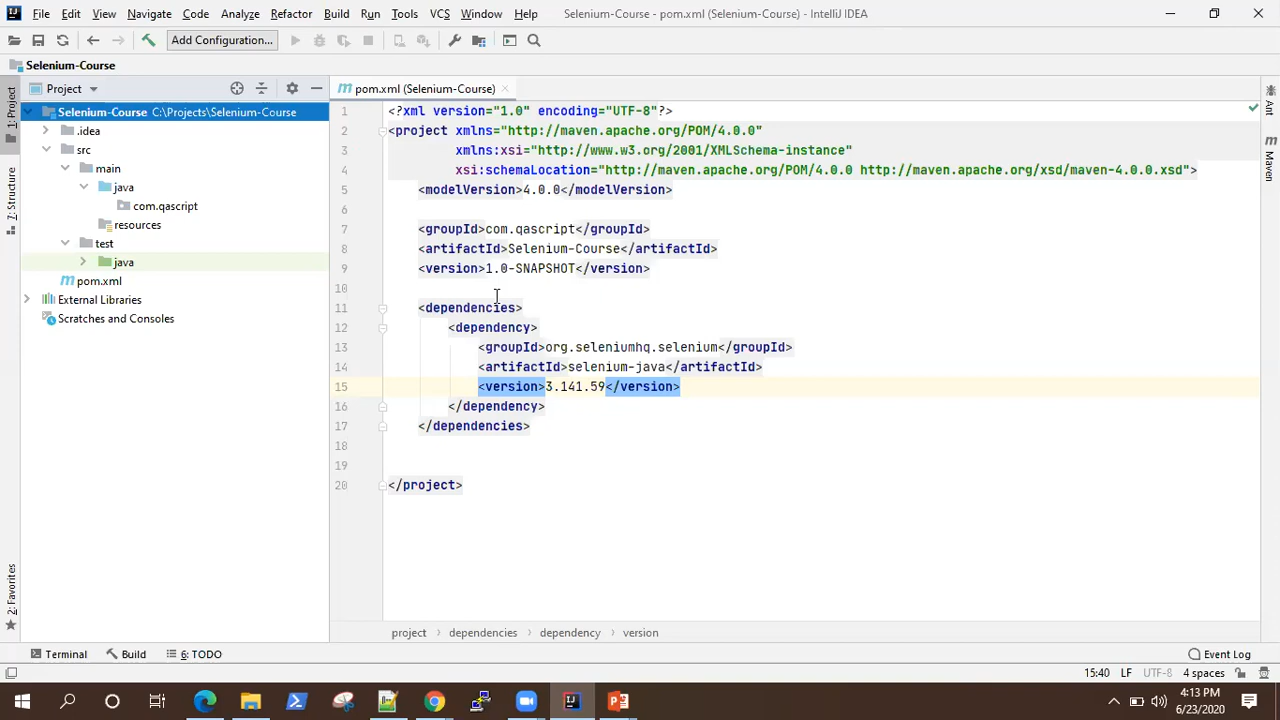 File Edit View Navigate Code Analyze Refactor Build Run Tools VCS Window Help Selenium-Course - pom.xml (Selenium-Course) - IntelliJ IDEA
Add Configuration...
Selenium-Course
Project
pom.xml (Selenium-Course)
1: Project
7: Structure
2: Favorites
Selenium-Course C:\Projects\Selenium-Course
.idea
src
main
java
com.qascript
resources
test
java
pom.xml
External Libraries
Scratches and Consoles
1 <?xml version="1.0" encoding="UTF-8"?>
2 <project xmlns="http://maven.apache.org/POM/4.0.0"
3 xmlns:xsi="http://www.w3.org/2001/XMLSchema-instance"
4 xsi:schemaLocation="http://maven.apache.org/POM/4.0.0 http://maven.apache.org/xsd/maven-4.0.0.xsd">
5 <modelVersion>4.0.0</modelVersion>
6
7 <groupId>com.qascript</groupId>
8 <artifactId>Selenium-Course</artifactId>
9 <version>1.0-SNAPSHOT</version>
10
11 <dependencies>
12 <dependency>
13 <groupId>org.seleniumhq.selenium</groupId>
14 <artifactId>selenium-java</artifactId>
15 <version>3.141.59</version>
16 </dependency>
17 </dependencies>
18
19
20 </project>
Ant
Maven
project dependencies dependency version
Terminal Build 6: TODO Event Log
15:40 LF UTF-8 4 spaces
4:13 PM
6/23/2020